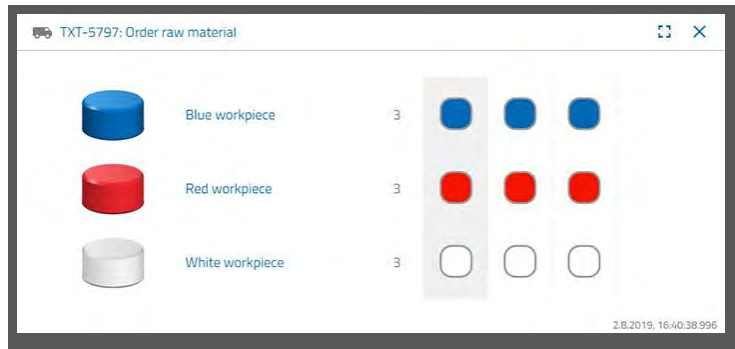 TXT-5797: Order raw material
Blue workpiece 3
Red workpiece 3
White workpiece 3
2.8.2019, 16:40:38.996